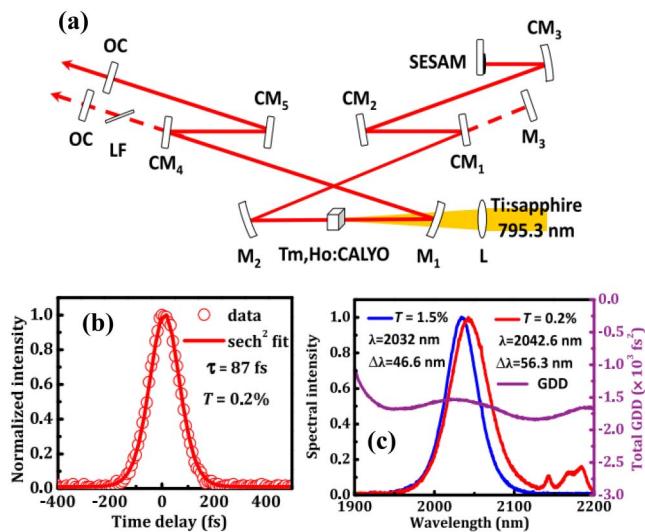 (a)
CM3
SESAM
OC
CM5
CM2
OC
LF
CM4
CM1
M3
Ti:sapphire
795.3 nm
M2
Tm,Ho:CALYO
M1
L
(b)
data
sech² fit
τ = 87 fs
T = 0.2%
Normalized intensity
1.0
0.8
0.6
0.4
0.2
0.0
-400 -200 0 200 400
Time delay (fs)
(c)
T = 1.5%
λ=2032 nm
Δλ=46.6 nm
T = 0.2%
λ=2042.6 nm
Δλ=56.3 nm
GDD
Spectral intensity
1.0
0.8
0.6
0.4
0.2
0.0
1900 2000 2100 2200
Wavelength (nm)
0.0
-0.5
-1.0
-1.5
-2.0
-2.5
-3.0
Total GDD (× 10³ fs²)